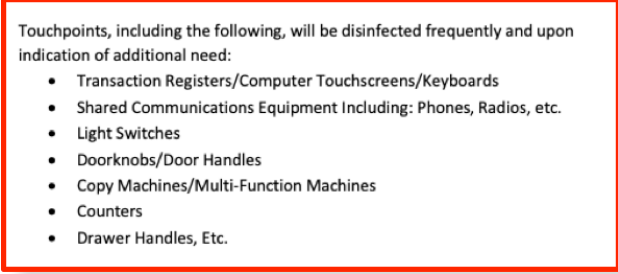 Touchpoints, including the following, will be disinfected frequently and upon
indication of additional need:
• Transaction Registers/Computer Touchscreens/Keyboards
• Shared Communications Equipment Including: Phones, Radios, etc.
• Light Switches
• Doorknobs/Door Handles
• Copy Machines/Multi-Function Machines
• Counters
• Drawer Handles, Etc.